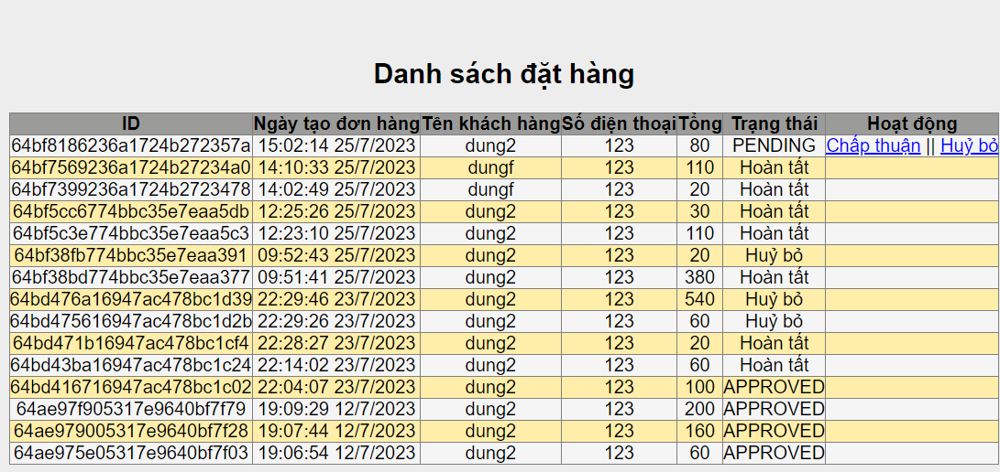 Danh sách đặt hàng
ID Ngày tạo đơn hàng Tên khách hàng Số điện thoại Tổng Trạng thái Hoạt động
64bf8186236a1724b272357a 15:02:14 25/7/2023 dung2 123 80 PENDING Chấp thuận || Huỷ bỏ
64bf7569236a1724b27234a0 14:10:33 25/7/2023 dungf 123 110 Hoàn tất
64bf7399236a1724b2723478 14:02:49 25/7/2023 dungf 123 20 Hoàn tất
64bf5cc6774bbc35e7eaa5db 12:25:26 25/7/2023 dung2 123 30 Hoàn tất
64bf5c3e774bbc35e7eaa5c3 12:23:10 25/7/2023 dung2 123 110 Hoàn tất
64bf38fb774bbc35e7eaa391 09:52:43 25/7/2023 dung2 123 20 Huỷ bỏ
64bf38bd774bbc35e7eaa377 09:51:41 25/7/2023 dung2 123 380 Hoàn tất
64bd476a16947ac478bc1d39 22:29:46 23/7/2023 dung2 123 540 Huỷ bỏ
64bd475616947ac478bc1d2b 22:29:26 23/7/2023 dung2 123 60 Huỷ bỏ
64bd471b16947ac478bc1cf4 22:28:27 23/7/2023 dung2 123 20 Hoàn tất
64bd43ba16947ac478bc1c24 22:14:02 23/7/2023 dung2 123 60 Hoàn tất
64bd416716947ac478bc1c02 22:04:07 23/7/2023 dung2 123 100 APPROVED
64ae97f905317e9640bf7f79 19:09:29 12/7/2023 dung2 123 200 APPROVED
64ae979005317e9640bf7f28 19:07:44 12/7/2023 dung2 123 160 APPROVED
64ae975e05317e9640bf7f03 19:06:54 12/7/2023 dung2 123 60 APPROVED